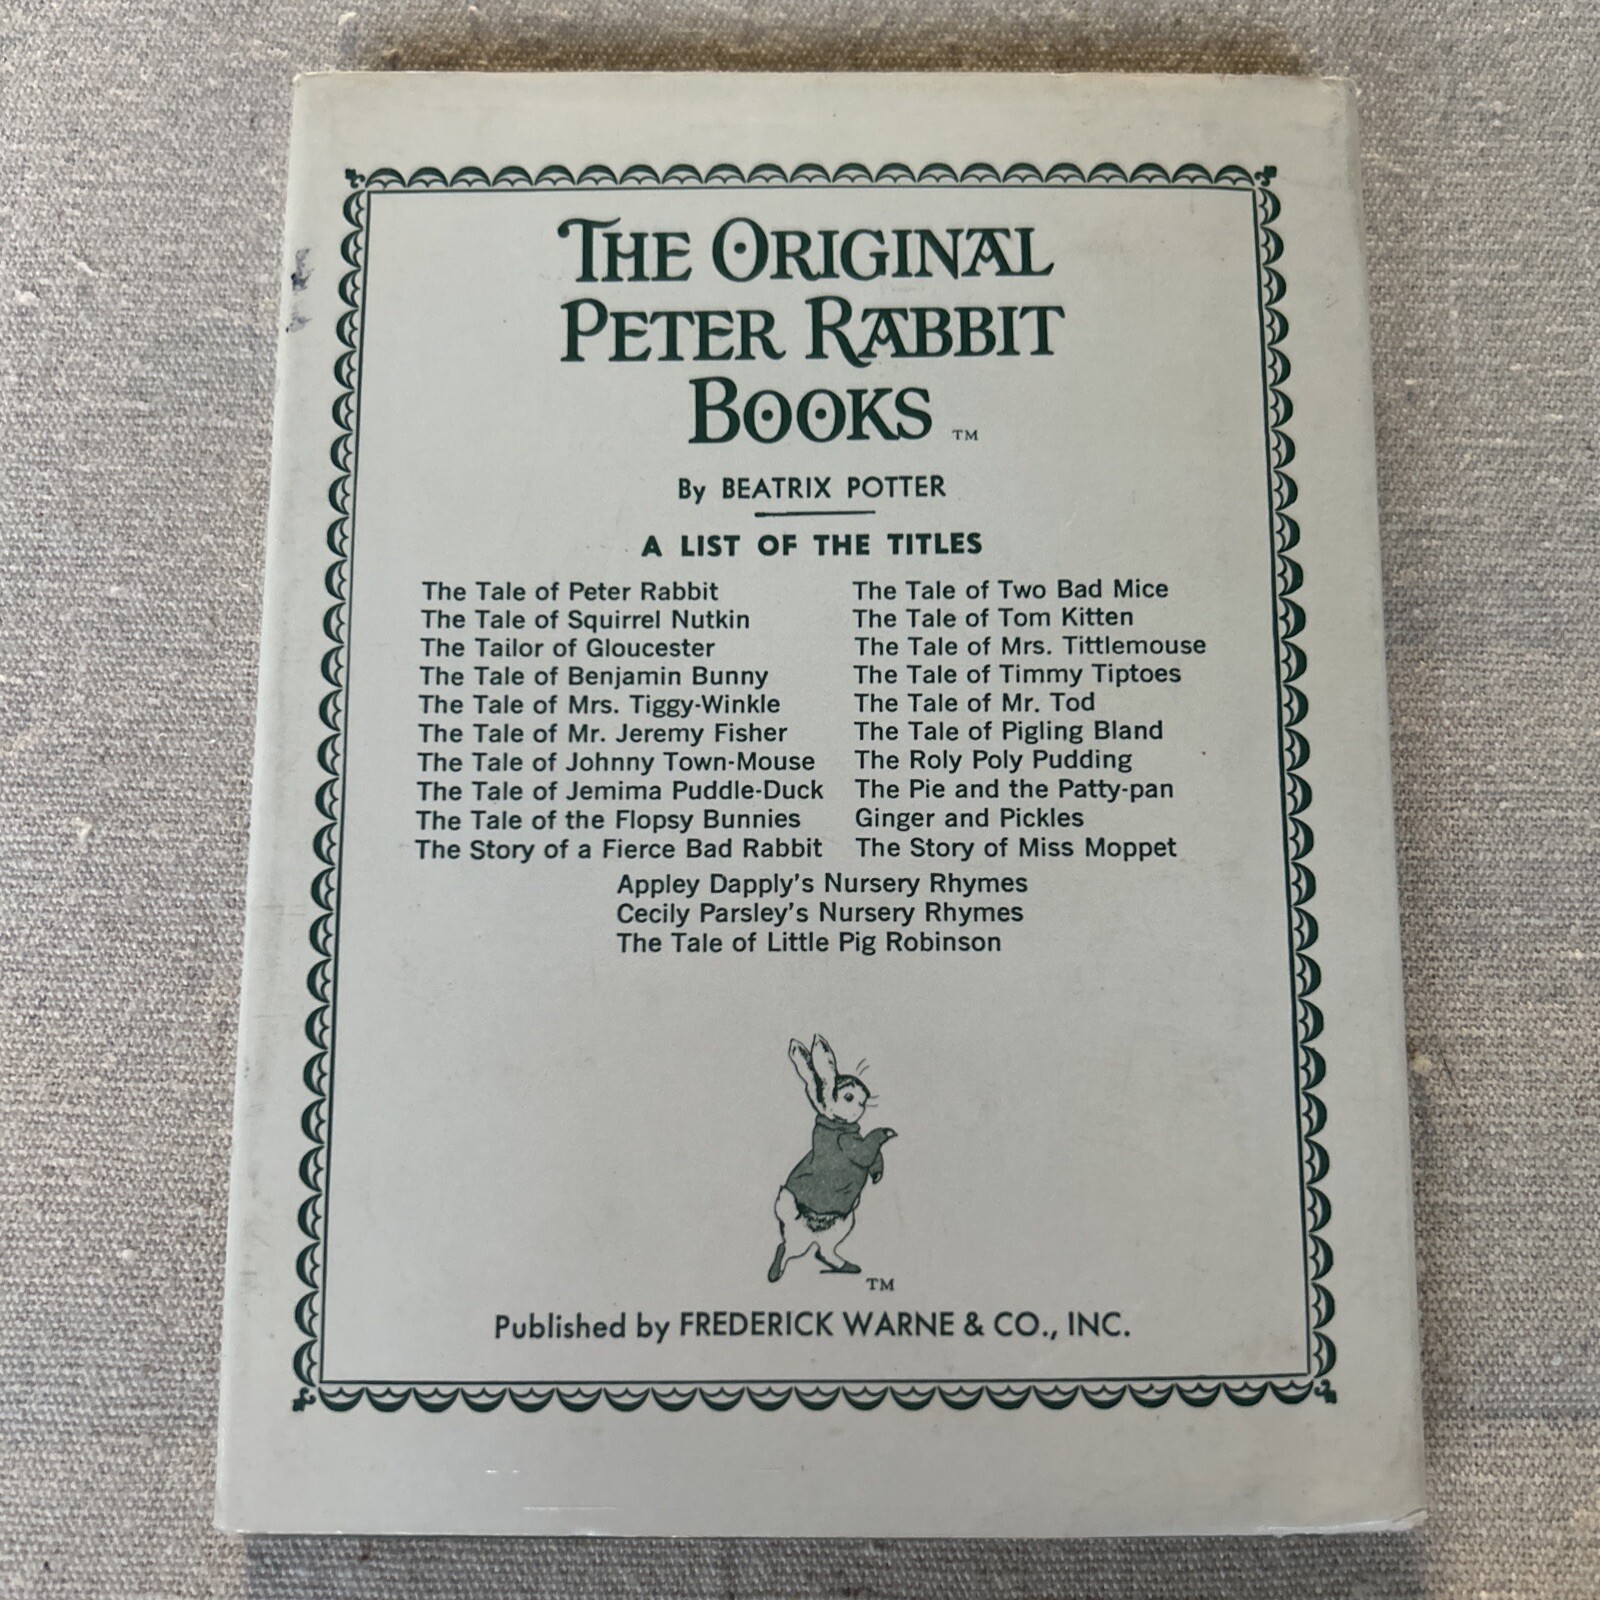 THE ORIGINAL
PETER RABBIT
BOOKS TM
By BEATRIX POTTER
A LIST OF THE TITLES
The Tale of Peter Rabbit
The Tale of Squirrel Nutkin
The Tailor of Gloucester
The Tale of Benjamin Bunny
The Tale of Mrs. Tiggy-Winkle
The Tale of Mr. Jeremy Fisher
The Tale of Johnny Town-Mouse
The Tale of Jemima Puddle-Duck
The Tale of the Flopsy Bunnies
The Story of a Fierce Bad Rabbit
The Tale of Two Bad Mice
The Tale of Tom Kitten
The Tale of Mrs. Tittlemouse
The Tale of Timmy Tiptoes
The Tale of Mr. Tod
The Tale of Pigling Bland
The Roly Poly Pudding
The Pie and the Patty-pan
Ginger and Pickles
The Story of Miss Moppet
Appley Dapply's Nursery Rhymes
Cecily Parsley's Nursery Rhymes
The Tale of Little Pig Robinson
TM
Published by FREDERICK WARNE & CO., INC.